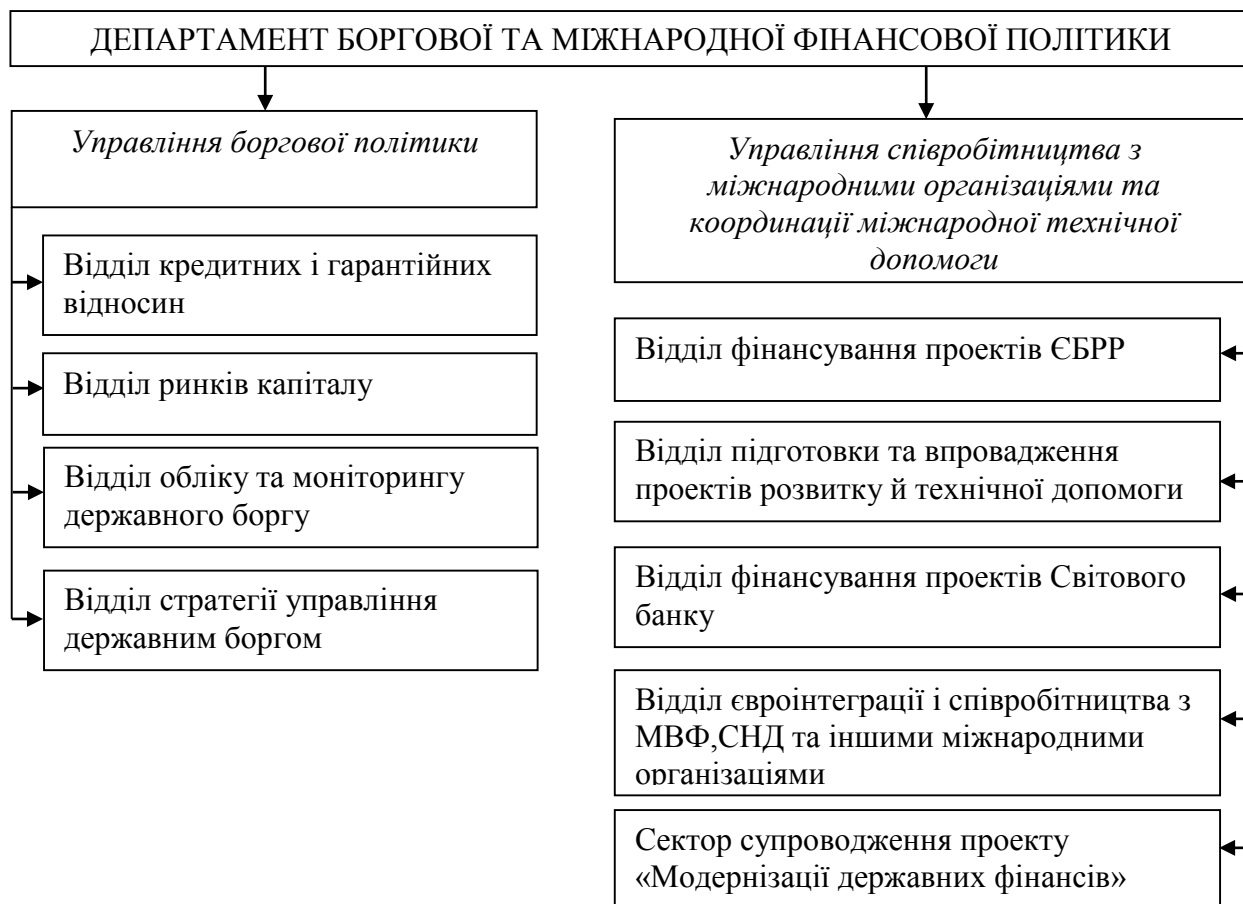 ДЕПАРТАМЕНТ БОРГОВОЇ ТА МІЖНАРОДНОЇ ФІНАНСОВОЇ ПОЛІТИКИ
Управління боргової політики
Відділ кредитних і гарантійних
відносин
Відділ ринків капіталу
Відділ обліку та моніторингу
державного боргу
Відділ стратегії управління
державним боргом
Управління співробітництва з
міжнародними організаціями та
координації міжнародної технічної
допомоги
Відділ фінансування проектів ЄБРР
Відділ підготовки та впровадження
проектів розвитку й технічної допомоги
Відділ фінансування проектів Світового
банку
Відділ євроінтеграції і співробітництва з
МВФ,СНД та іншими міжнародними
організаціями
Сектор супроводження проекту
«Модернізації державних фінансів»